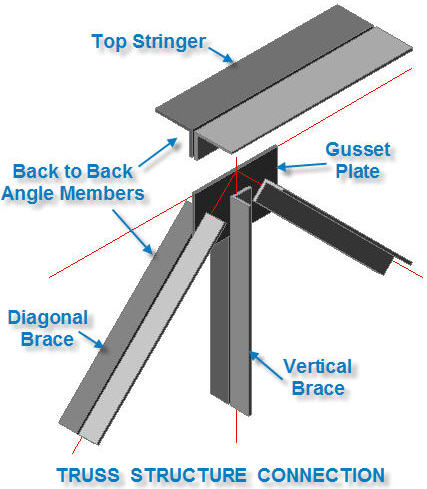 Top Stringer
Gusset
Plate
Back to Back
Angle Members
Diagonal
Brace
Vertical
Brace
TRUSS STRUCTURE CONNECTION